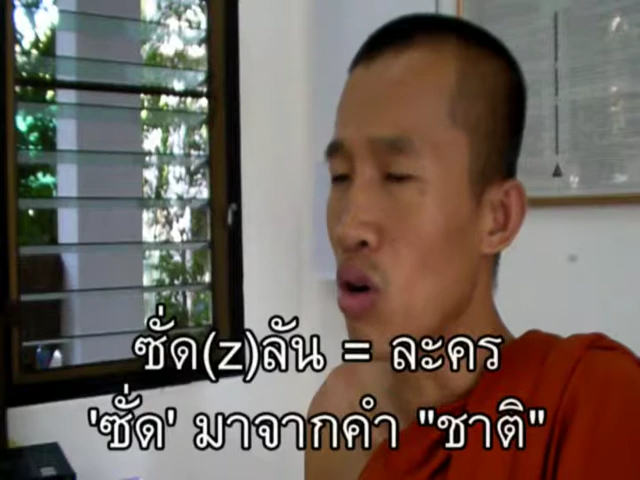 ซั่ด(z)ลัน = ละคร
'ซั่ด' มาจากคำ "ชาติ"